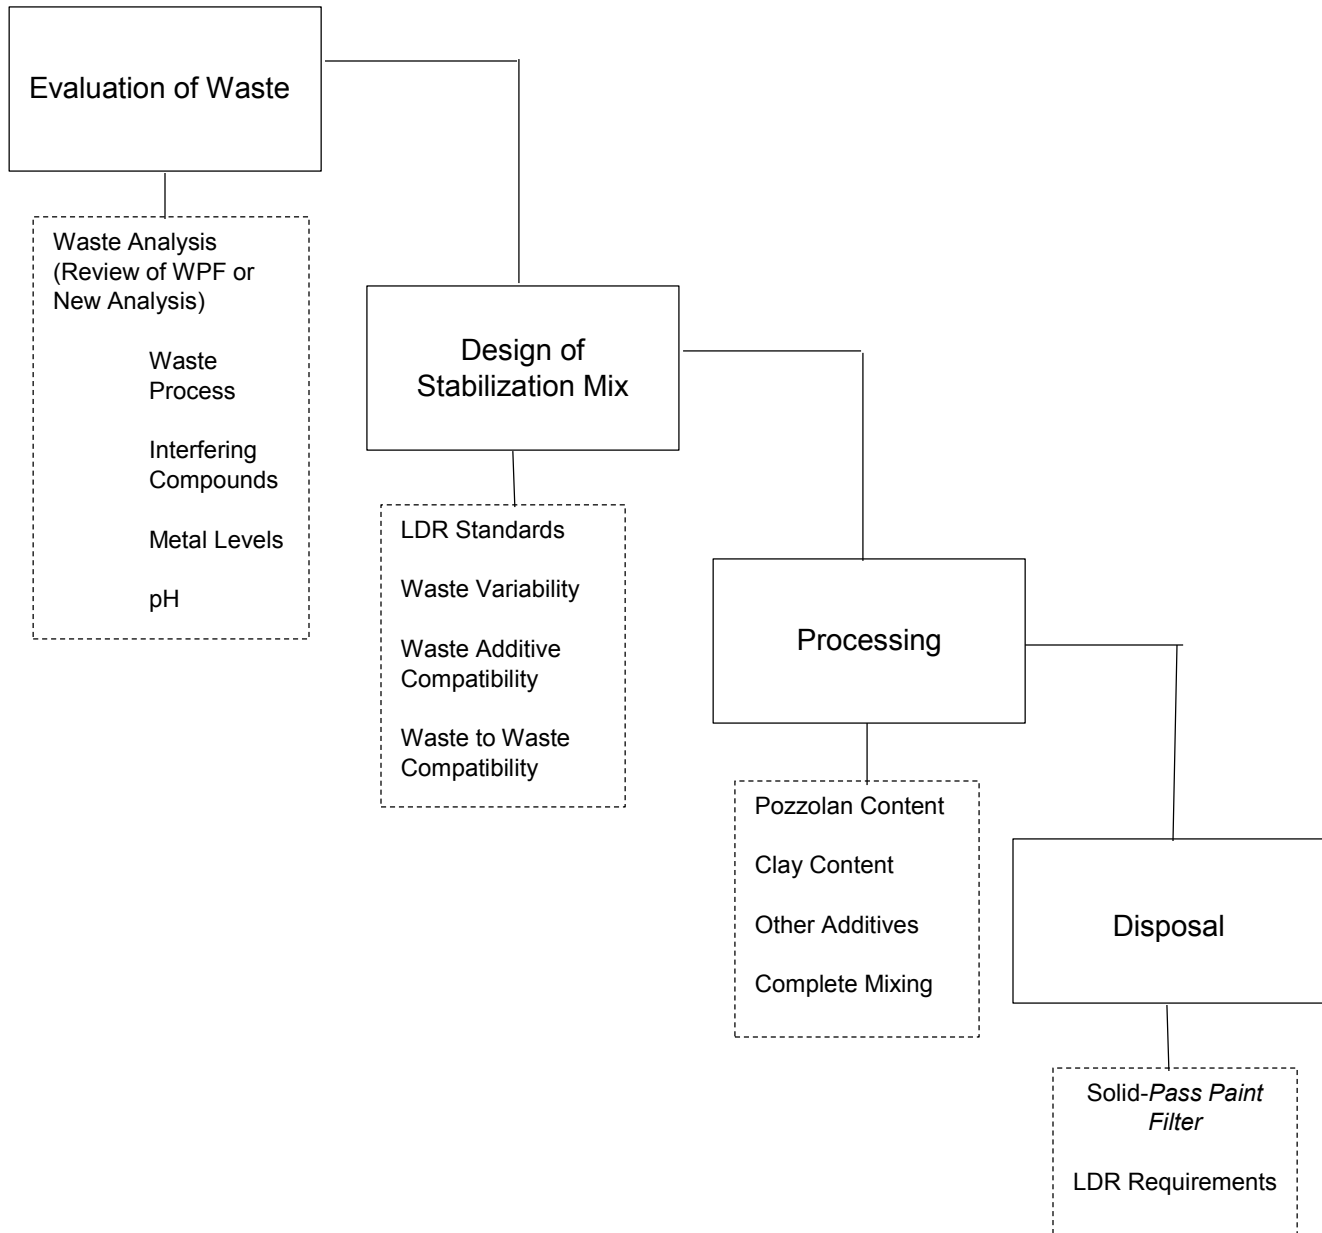 Evaluation of Waste
Waste Analysis
(Review of WPF or
New Analysis)
Waste
Process
Interfering
Compounds
Metal Levels
pH
Design of
Stabilization Mix
LDR Standards
Waste Variability
Waste Additive
Compatibility
Waste to Waste
Compatibility
Processing
Pozzolan Content
Clay Content
Other Additives
Complete Mixing
Disposal
Solid-Pass Paint
Filter
LDR Requirements